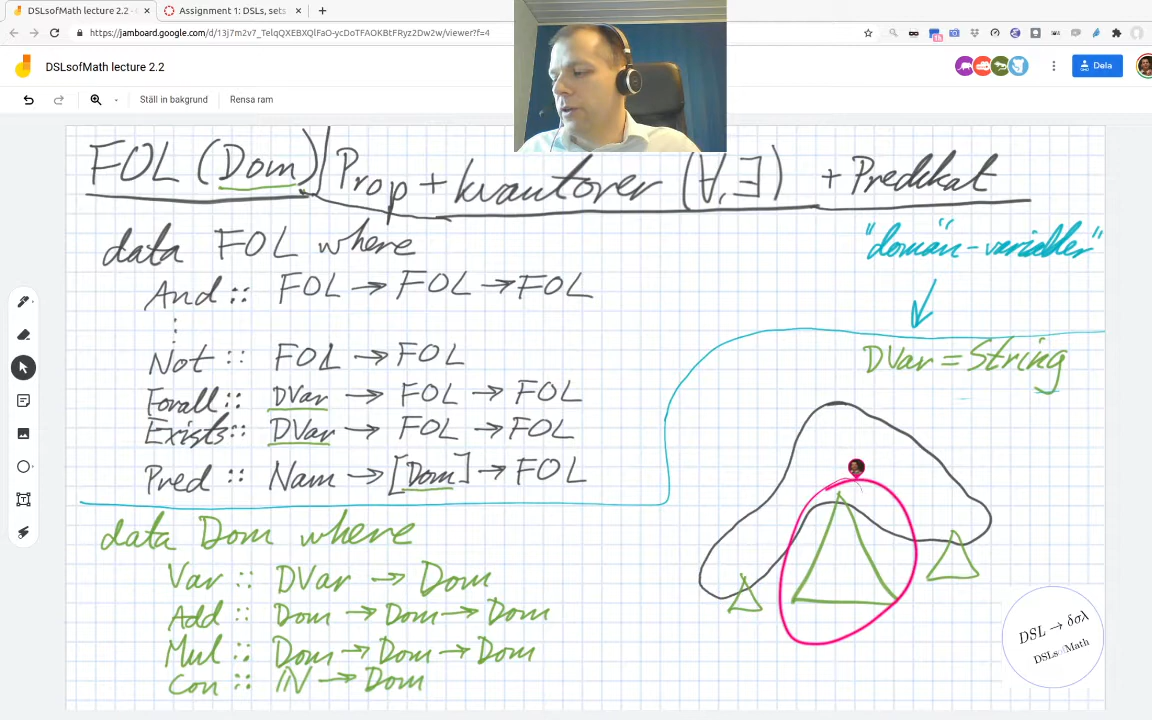 DSLsofMath lecture 2.2 - 
Assignment 1: DSLs, sets
https://jamboard.google.com/d/13j7m2v7_TelqQXEBXQlFaO-ycDoTFAOKBtFRyz2Dw2w/viewer?f=4
DSLsofMath lecture 2.2
Dela
Ställ in bakgrund
Rensa ram
FOL (Dom) Prop + kvantorer (∀,∃) + Predikat
"domän-variabler"
data FOL where
And :: FOL → FOL → FOL
⋮
Not :: FOL → FOL
DVar = String
Forall :: DVar → FOL → FOL
Exists :: DVar → FOL → FOL
Pred :: Nam → [Dom] → FOL
data Dom where
Var :: DVar → Dom
Add :: Dom → Dom → Dom
Mul :: Dom → Dom → Dom
Con :: ℕ → Dom
DSL → δσλ
DSLsofMath